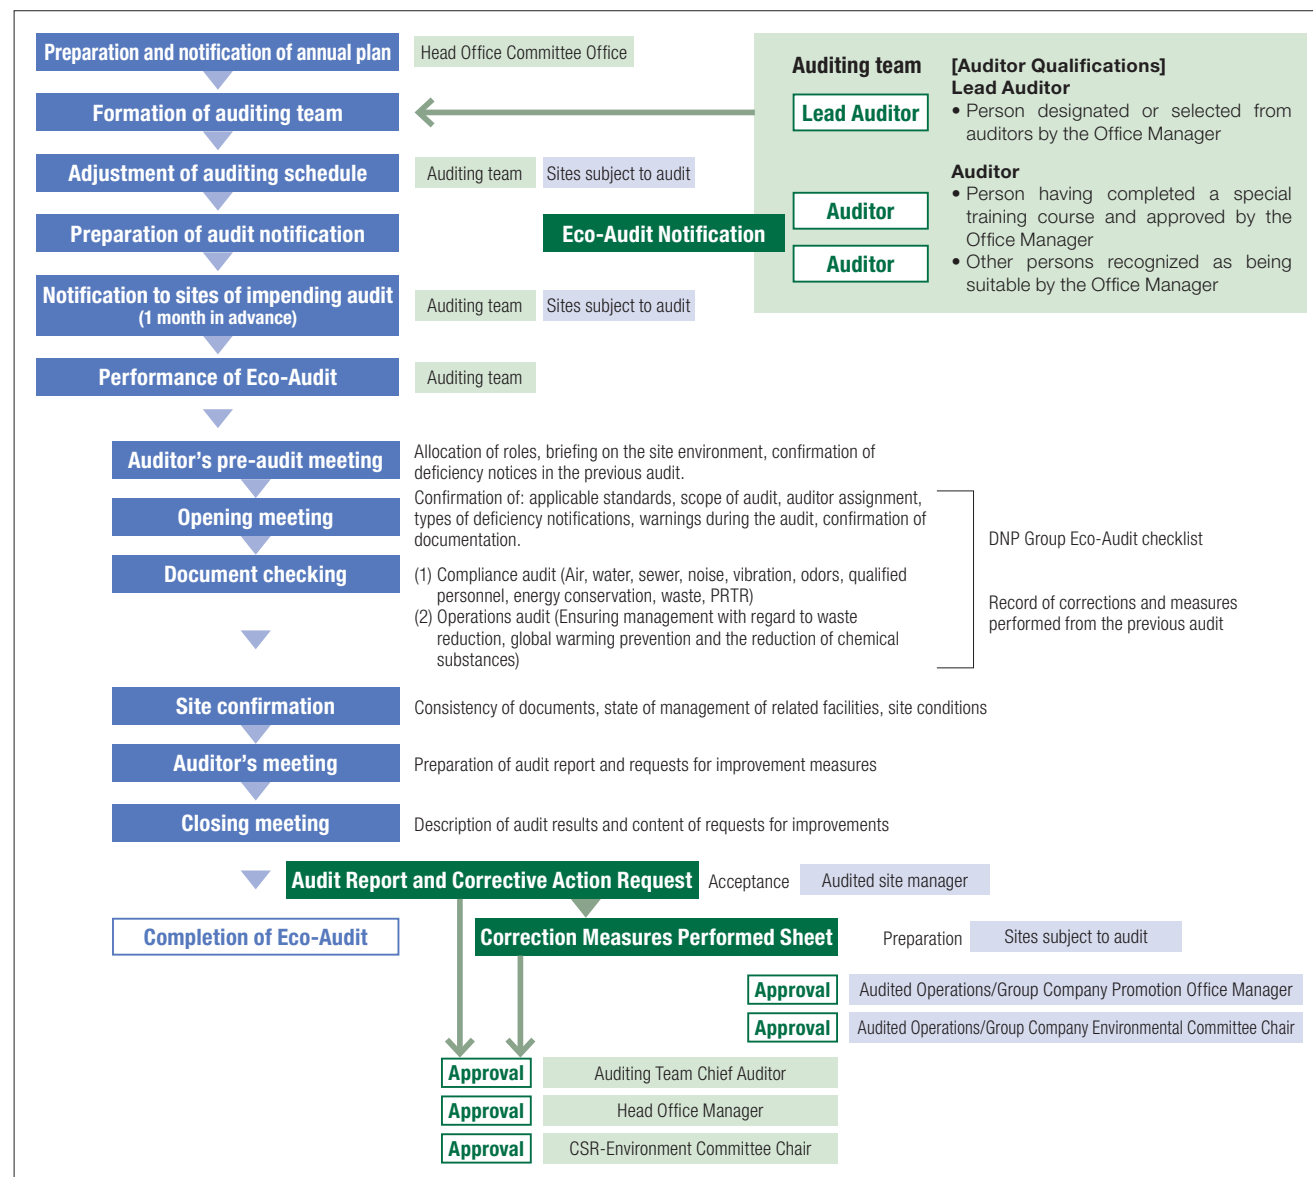 Preparation and notification of annual plan
Head Office Committee Office
Formation of auditing team
Auditing team
Lead Auditor
[Auditor Qualifications]
Lead Auditor
• Person designated or selected from
auditors by the Office Manager
Auditor
• Person having completed a special
training course and approved by the
Office Manager
• Other persons recognized as being
suitable by the Office Manager
Auditor
Auditor
Adjustment of auditing schedule
Auditing team
Sites subject to audit
Preparation of audit notification
Eco-Audit Notification
Notification to sites of impending audit
(1 month in advance)
Auditing team
Sites subject to audit
Performance of Eco-Audit
Auditing team
Auditor's pre-audit meeting
Allocation of roles, briefing on the site environment, confirmation of
deficiency notices in the previous audit.
Opening meeting
Confirmation of: applicable standards, scope of audit, auditor assignment,
types of deficiency notifications, warnings during the audit, confirmation of
documentation.
Document checking
(1) Compliance audit (Air, water, sewer, noise, vibration, odors, qualified
personnel, energy conservation, waste, PRTR)
(2) Operations audit (Ensuring management with regard to waste
reduction, global warming prevention and the reduction of chemical
substances)
DNP Group Eco-Audit checklist
Record of corrections and measures
performed from the previous audit
Site confirmation
Consistency of documents, state of management of related facilities, site conditions
Auditor's meeting
Preparation of audit report and requests for improvement measures
Closing meeting
Description of audit results and content of requests for improvements
Audit Report and Corrective Action Request
Acceptance
Audited site manager
Completion of Eco-Audit
Correction Measures Performed Sheet
Preparation
Sites subject to audit
Approval
Audited Operations/Group Company Promotion Office Manager
Approval
Audited Operations/Group Company Environmental Committee Chair
Approval
Auditing Team Chief Auditor
Approval
Head Office Manager
Approval
CSR-Environment Committee Chair